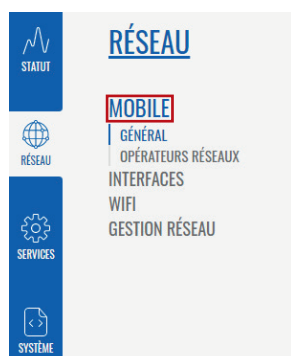 STATUT
RÉSEAU
SERVICES
SYSTÈME
RÉSEAU
MOBILE
GÉNÉRAL
OPÉRATEURS RÉSEAUX
INTERFACES
WIFI
GESTION RÉSEAU